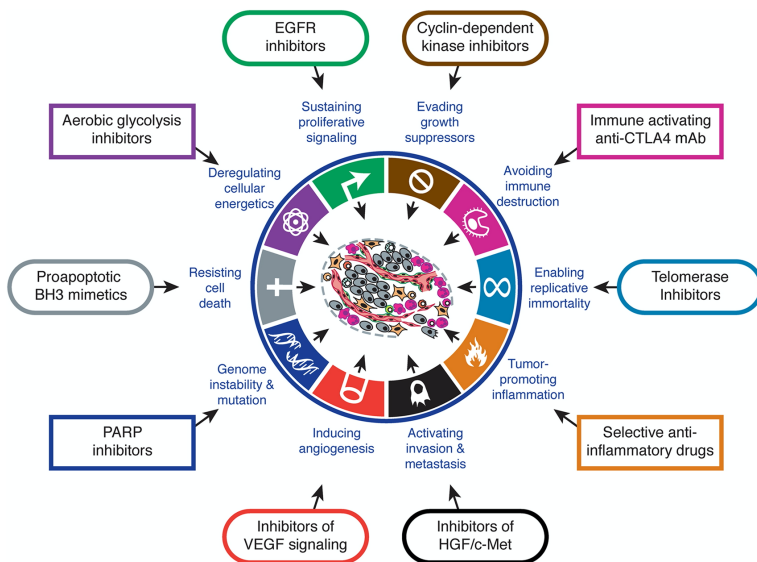 EGFR
inhibitors
Cyclin-dependent
kinase inhibitors
Sustaining
proliferative
signaling
Evading
growth
suppressors
Aerobic glycolysis
inhibitors
Immune activating
anti-CTLA4 mAb
Deregulating
cellular
energetics
Avoiding
immune
destruction
Proapoptotic
BH3 mimetics
Resisting
cell
death
Enabling
replicative
immortality
Telomerase
Inhibitors
Genome
instability &
mutation
Tumor-
promoting
inflammation
PARP
inhibitors
Inducing
angiogenesis
Activating
invasion &
metastasis
Selective anti-
inflammatory drugs
Inhibitors of
VEGF signaling
Inhibitors of
HGF/c-Met